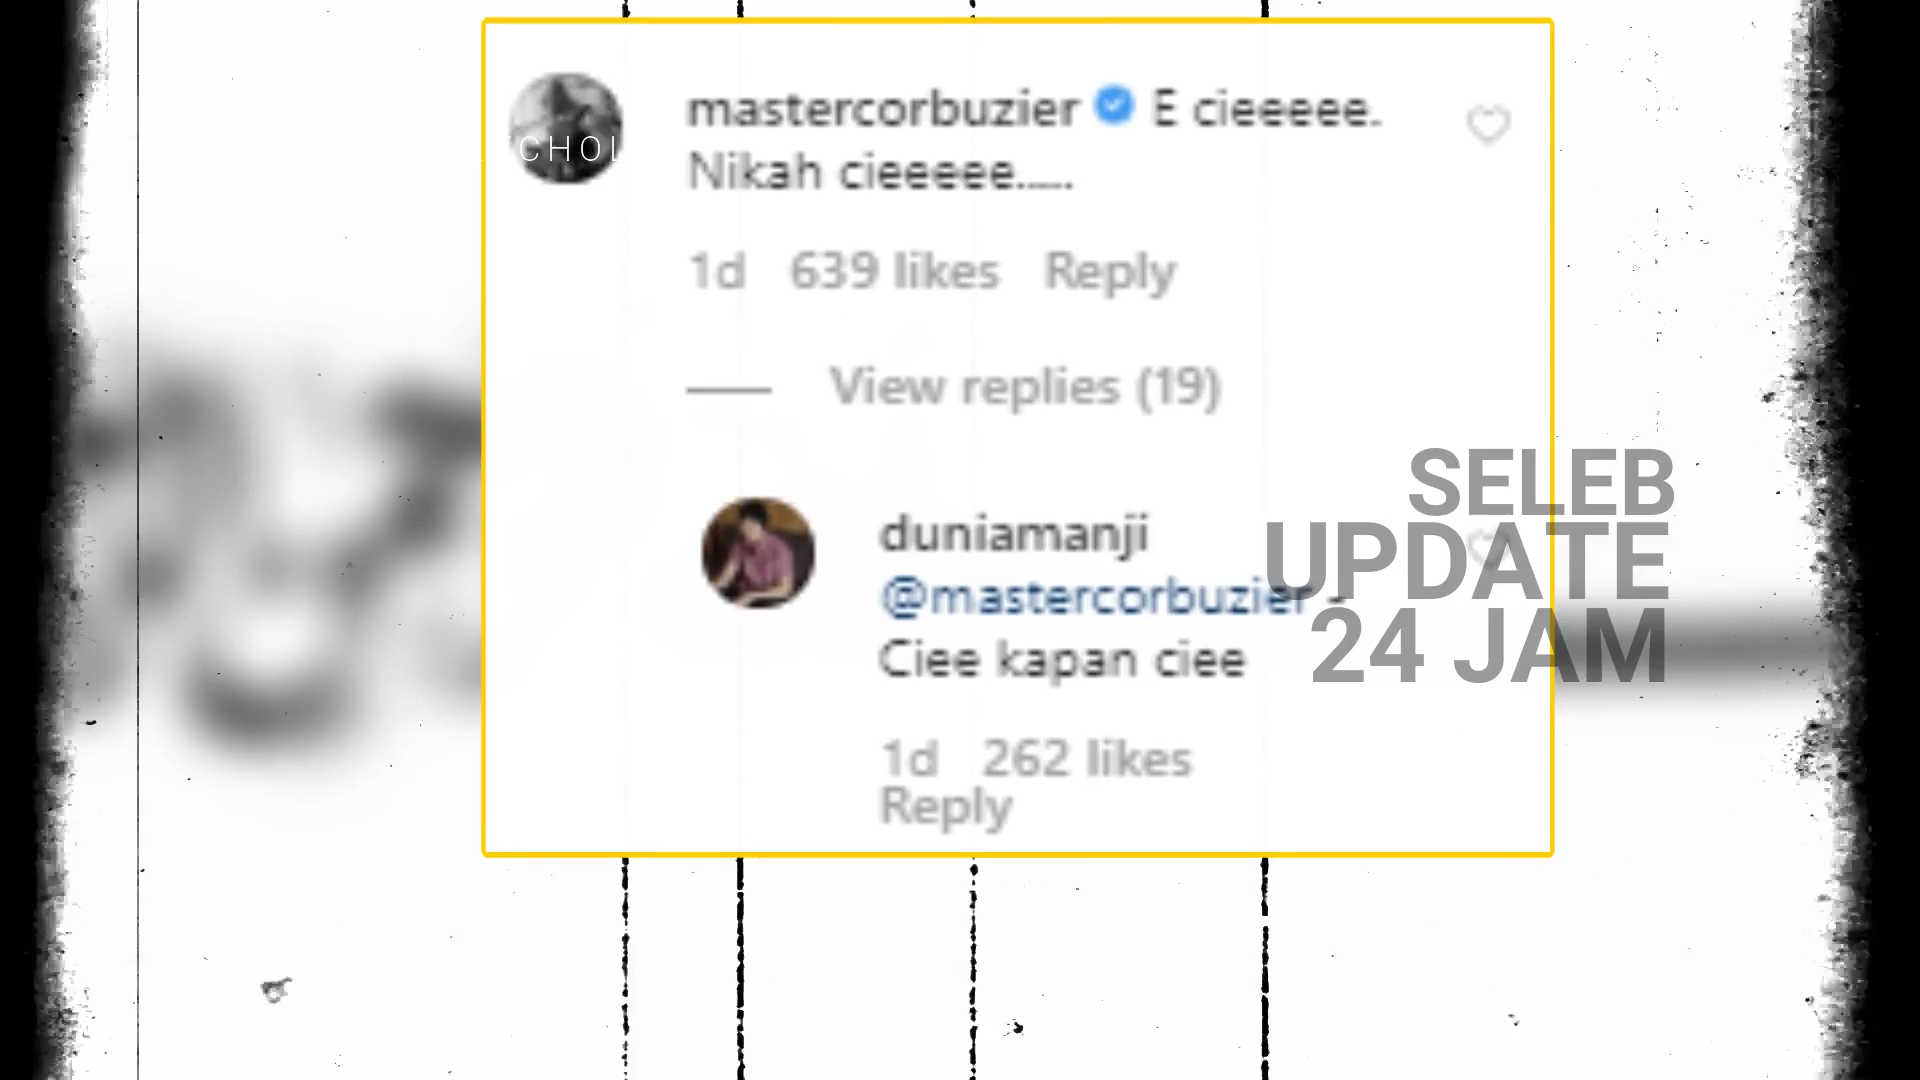 mastercorbuzier E cieeeee.
Nikah cieeeee......
CHOL
1d 639 likes Reply
View replies (19)
duniamanji
@mastercorbuzier -
Ciee kapan ciee
1d 262 likes
Reply
SELEB
UPDATE
24 JAM